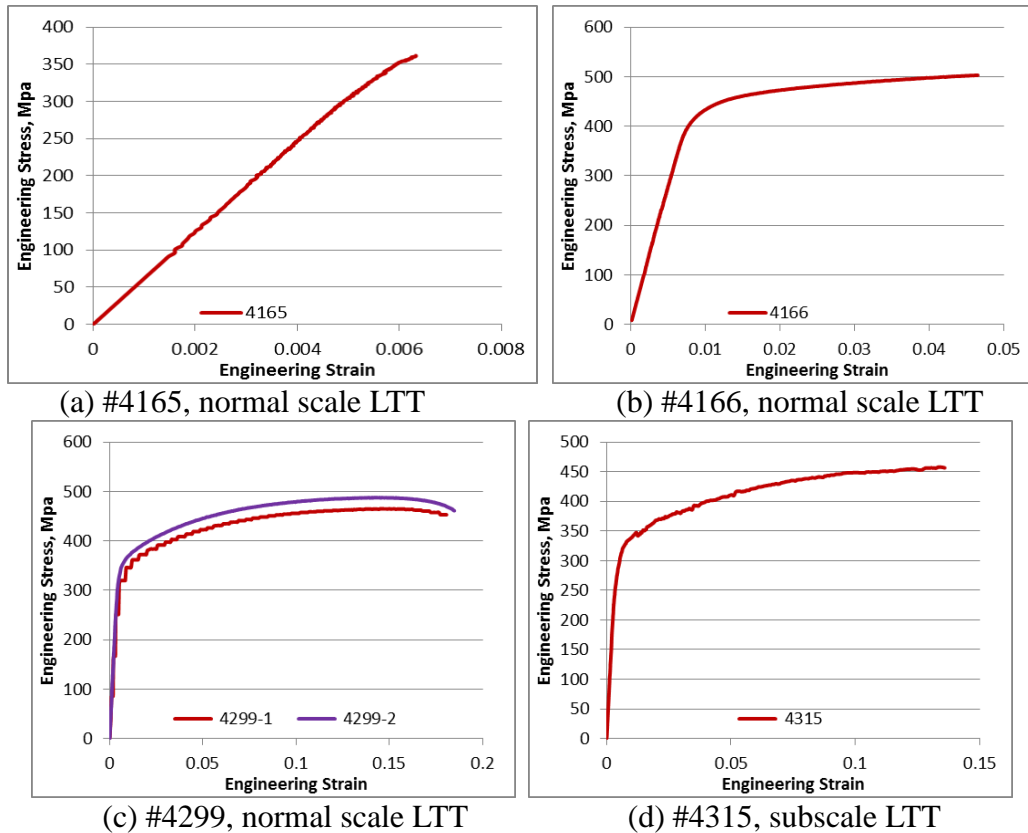 Engineering Stress, Mpa
400
350
300
250
200
150
100
50
0
4165
0 0.002 0.004 0.006 0.008
Engineering Strain
(a) #4165, normal scale LTT
Engineering Stress, Mpa
600
500
400
300
200
100
0
4166
0 0.01 0.02 0.03 0.04 0.05
Engineering Strain
(b) #4166, normal scale LTT
Engineering Stress, Mpa
600
500
400
300
200
100
0
4299-1 4299-2
0 0.05 0.1 0.15 0.2
Engineering Strain
(c) #4299, normal scale LTT
Engineering Stress, Mpa
500
450
400
350
300
250
200
150
100
50
0
4315
0 0.05 0.1 0.15
Engineering Strain
(d) #4315, subscale LTT